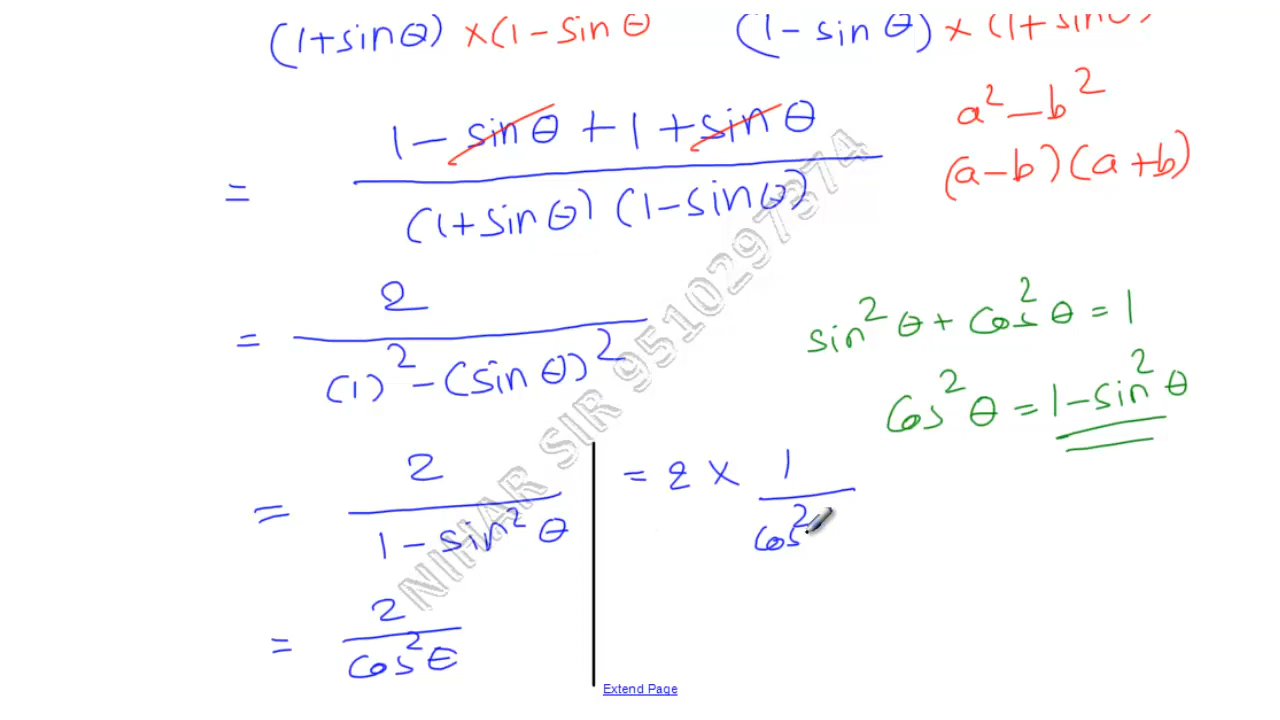 (1+sinθ) ×(1-sinθ (1-sinθ) × (1+sinθ)
a² - b²
1 - sinθ + 1 + sinθ
(a-b)(a+b)
=
(1+sinθ) (1-sinθ)
2
sin²θ + cos²θ = 1
=
(1)² - (sinθ)²
cos²θ = 1-sin²θ
2
= 2 × 1
=
1 - sin²θ
cos²
2
=
cos²θ
NIHAR SIR 9510297374
Extend Page